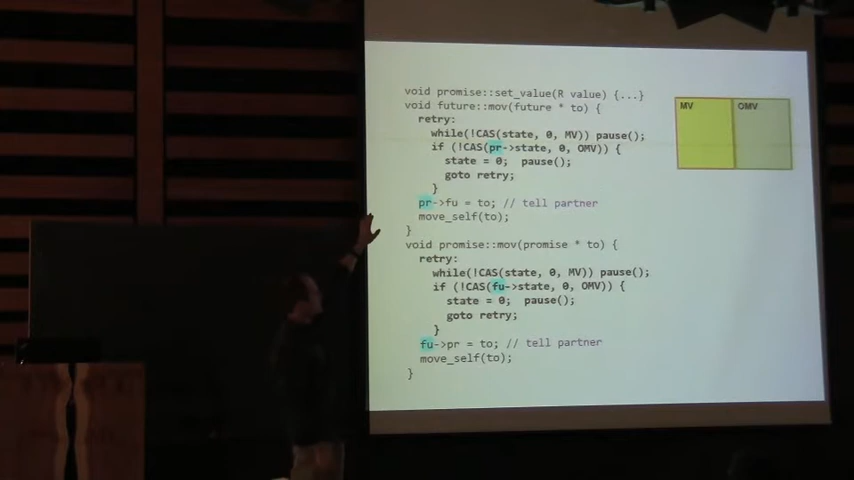 void promise::set_value(R value) {...}
void future::mov(future * to) {
retry:
while(!CAS(state, 0, MV)) pause();
if (!CAS(pr->state, 0, OMV)) {
state = 0; pause();
goto retry;
}
pr->fu = to; // tell partner
move_self(to);
}
void promise::mov(promise * to) {
retry:
while(!CAS(state, 0, MV)) pause();
if (!CAS(fu->state, 0, OMV)) {
state = 0; pause();
goto retry;
}
fu->pr = to; // tell partner
move_self(to);
}
MV OMV